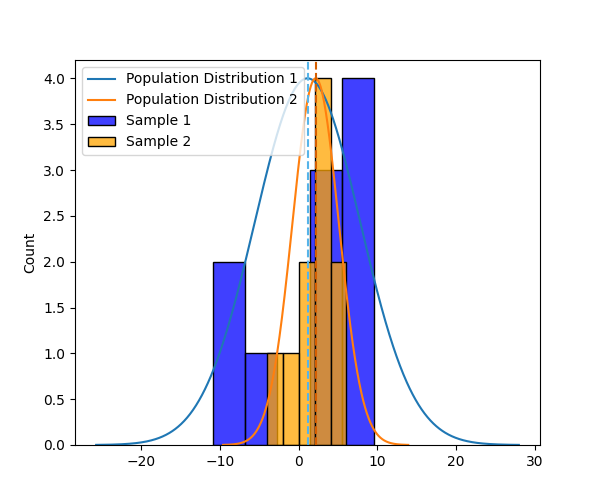 Population Distribution 1
Population Distribution 2
Sample 1
Sample 2
Count
4.0
3.5
3.0
2.5
2.0
1.5
1.0
0.5
0.0
−20 −10 0 10 20 30